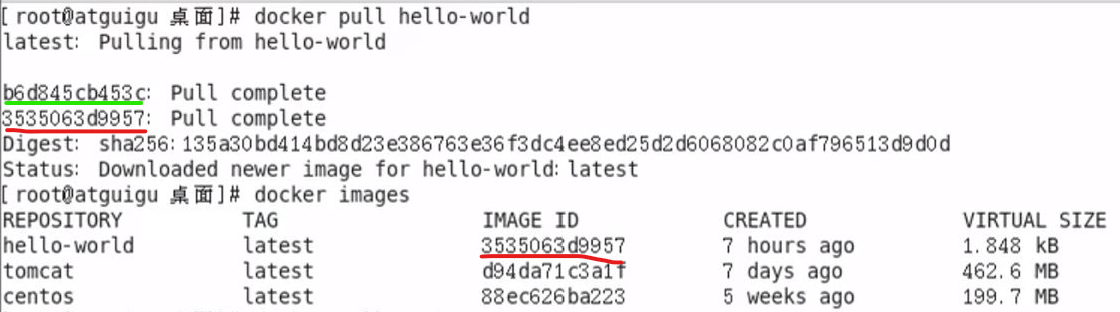 [ root@atguigu 桌面]# docker pull hello-world
latest: Pulling from hello-world
b6d845cb453c: Pull complete
3535063d9957: Pull complete
Digest: sha256:135a30bd414bd8d23e386763e36f3dc4ee8ed25d2d6068082c0af796513d9d0d
Status: Downloaded newer image for hello-world:latest
[ root@atguigu 桌面]# docker images
REPOSITORY TAG IMAGE ID CREATED VIRTUAL SIZE
hello-world latest 3535063d9957 7 hours ago 1.848 kB
tomcat latest d94da71c3a1f 7 days ago 462.6 MB
centos latest 88ec626ba223 5 weeks ago 199.7 MB